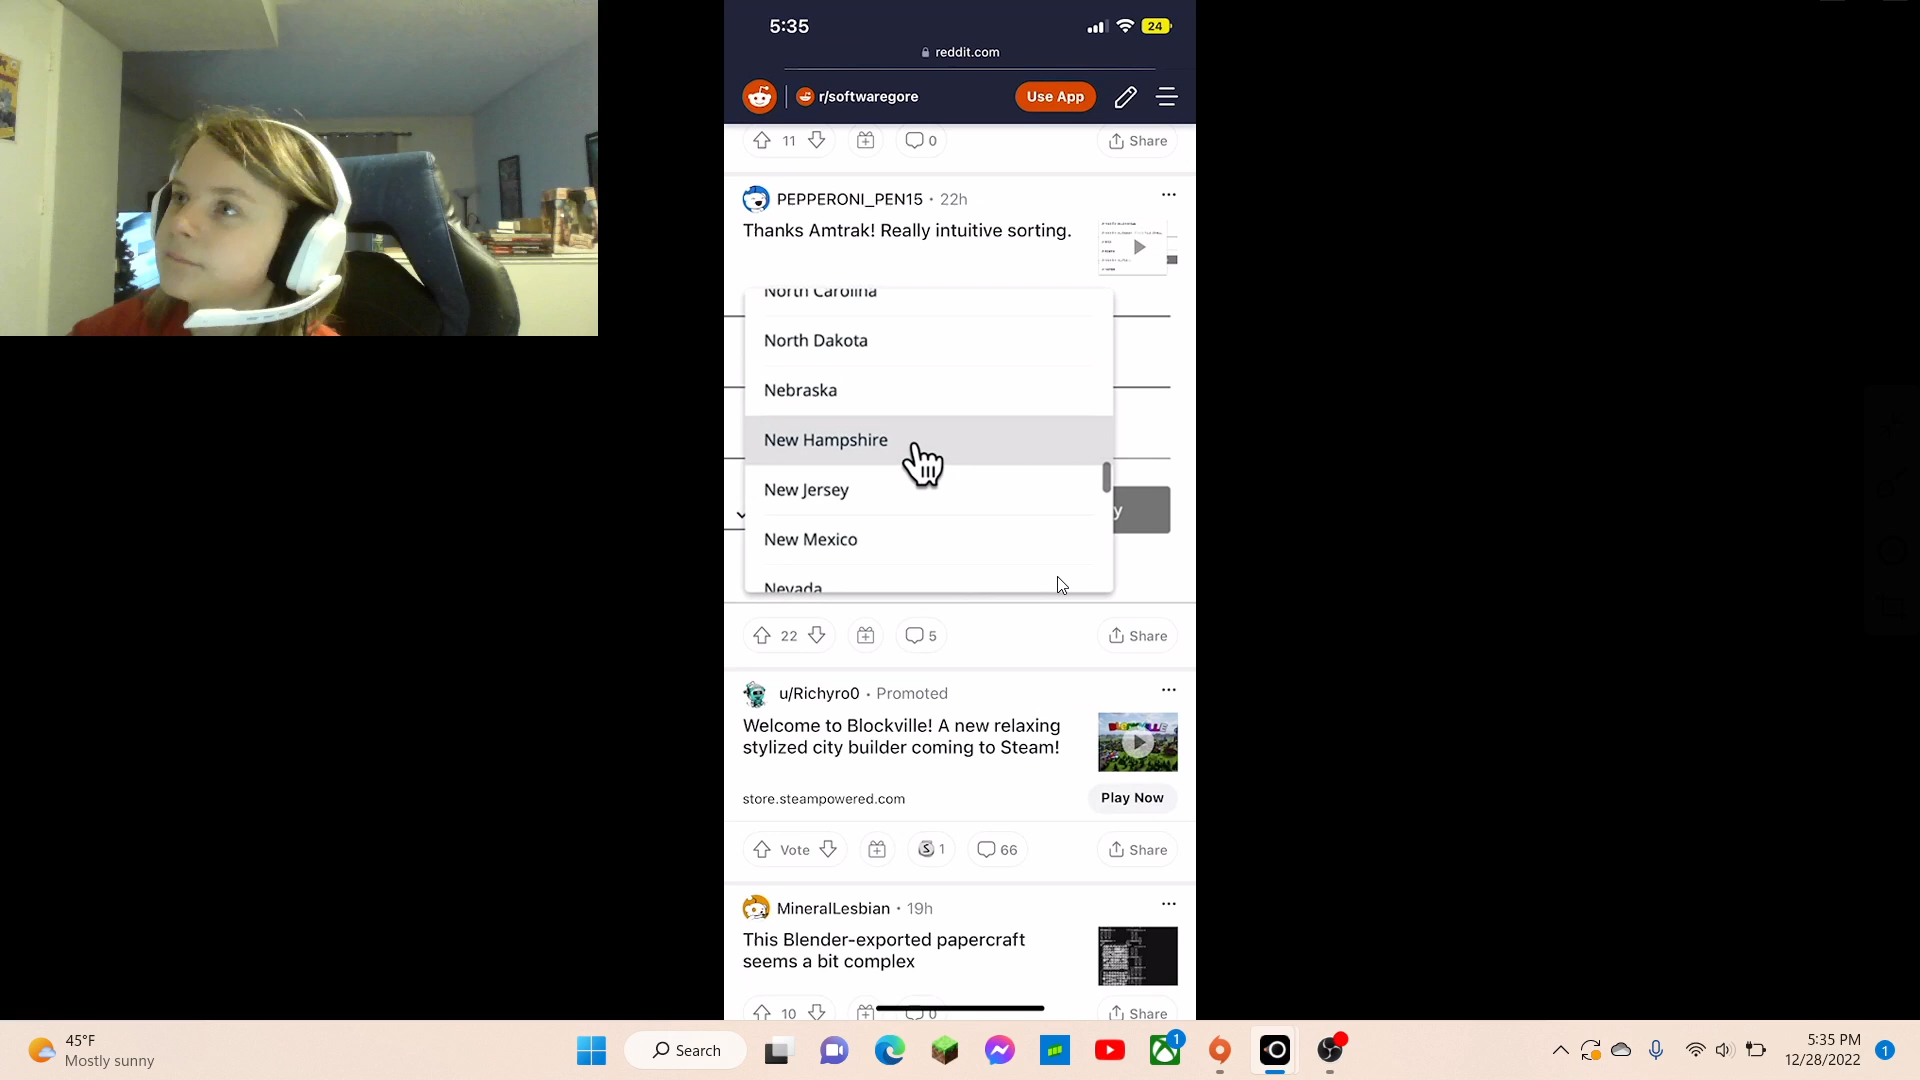 5:35
24
reddit.com
r/softwaregore
Use App
11
0
Share
PEPPERONI_PEN15 • 22h
Thanks Amtrak! Really intuitive sorting.
North Carolina
North Dakota
Nebraska
New Hampshire
New Jersey
New Mexico
Nevada
y
22
5
Share
u/Richyro0 • Promoted
Welcome to Blockville! A new relaxing
stylized city builder coming to Steam!
BLOCKVILLE
store.steampowered.com
Play Now
Vote
S 1
66
Share
MineralLesbian • 19h
This Blender-exported papercraft
seems a bit complex
10
0
Share
45°F
Mostly sunny
Search
1
5:35 PM
12/28/2022
1